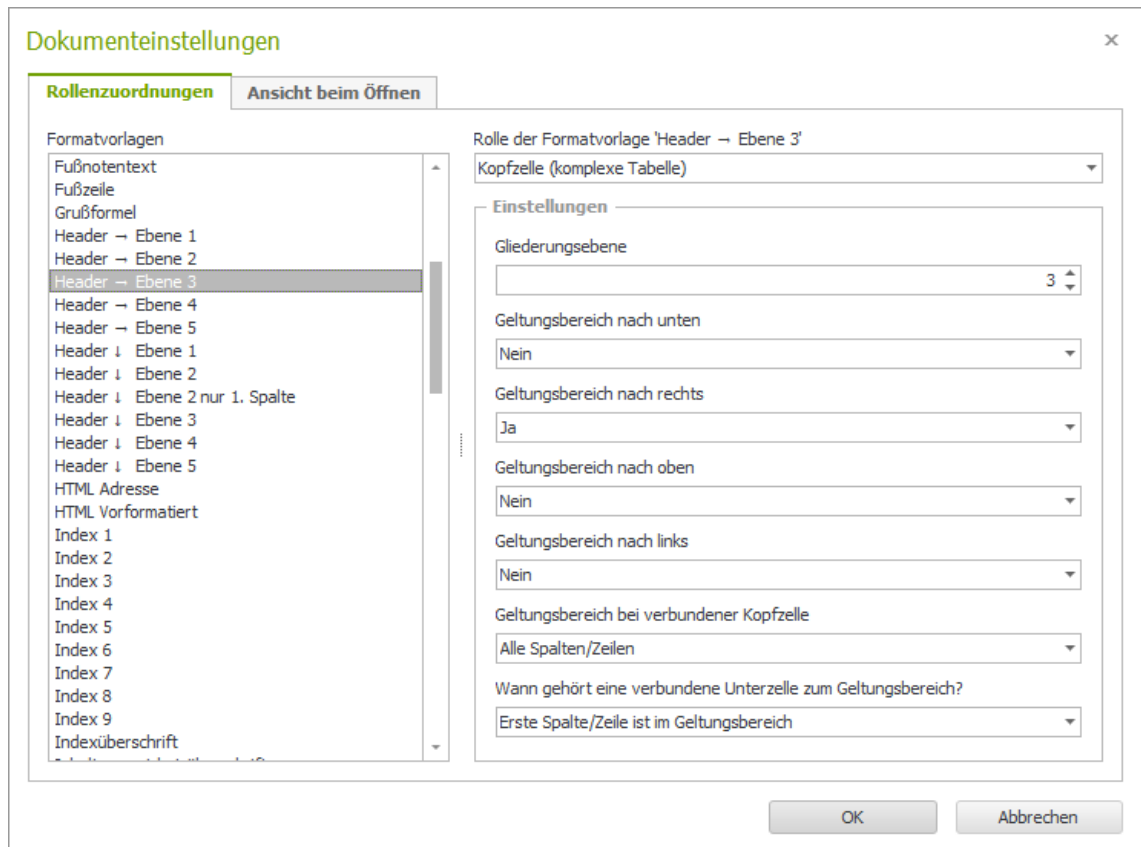 Dokumenteinstellungen
Rollenzuordnungen
Ansicht beim Öffnen
Formatvorlagen
Fußnotentext
Fußzeile
Grußformel
Header → Ebene 1
Header → Ebene 2
Header → Ebene 3
Header → Ebene 4
Header → Ebene 5
Header ↓ Ebene 1
Header ↓ Ebene 2
Header ↓ Ebene 2 nur 1. Spalte
Header ↓ Ebene 3
Header ↓ Ebene 4
Header ↓ Ebene 5
HTML Adresse
HTML Vorformatiert
Index 1
Index 2
Index 3
Index 4
Index 5
Index 6
Index 7
Index 8
Index 9
Indexüberschrift
Rolle der Formatvorlage 'Header → Ebene 3'
Kopfzelle (komplexe Tabelle)
Einstellungen
Gliederungsebene
3
Geltungsbereich nach unten
Nein
Geltungsbereich nach rechts
Ja
Geltungsbereich nach oben
Nein
Geltungsbereich nach links
Nein
Geltungsbereich bei verbundener Kopfzelle
Alle Spalten/Zeilen
Wann gehört eine verbundene Unterzelle zum Geltungsbereich?
Erste Spalte/Zeile ist im Geltungsbereich
OK
Abbrechen